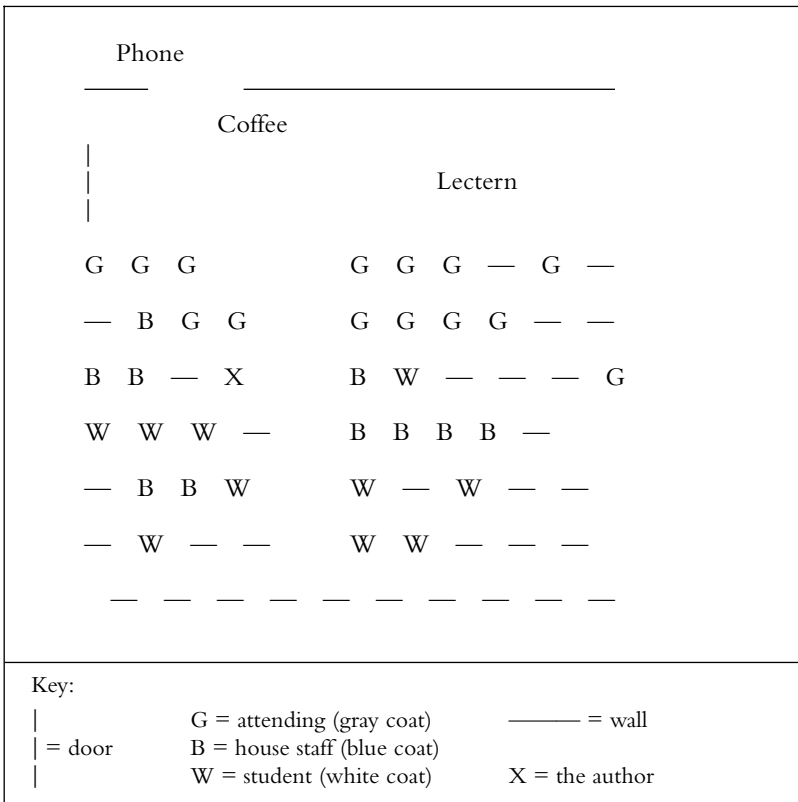 Phone
Coffee
Lectern
G G G G G G — G —
— B G G G G G G — —
B B — X B W — — — G
W W W — B B B B —
— B B W W — W — —
— W — — W W — — —
— — — — — — — — — —
Key:
| G = attending (gray coat) ——— = wall
| = door B = house staff (blue coat)
| W = student (white coat) X = the author